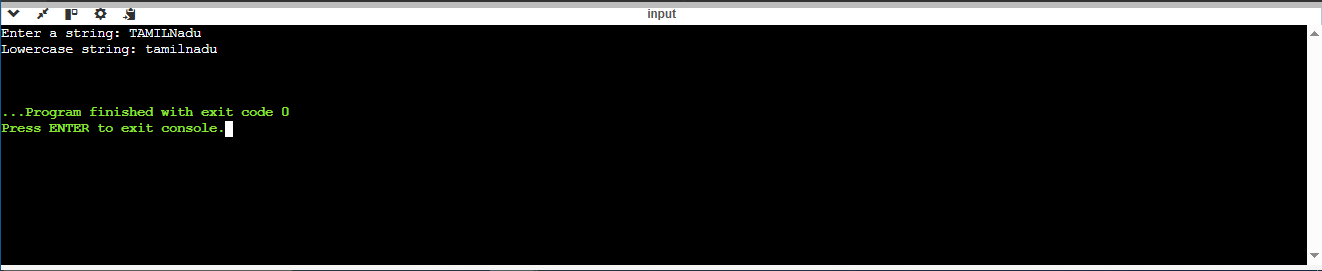 input
Enter a string: TAMILNadu
Lowercase string: tamilnadu
...Program finished with exit code 0
Press ENTER to exit console.